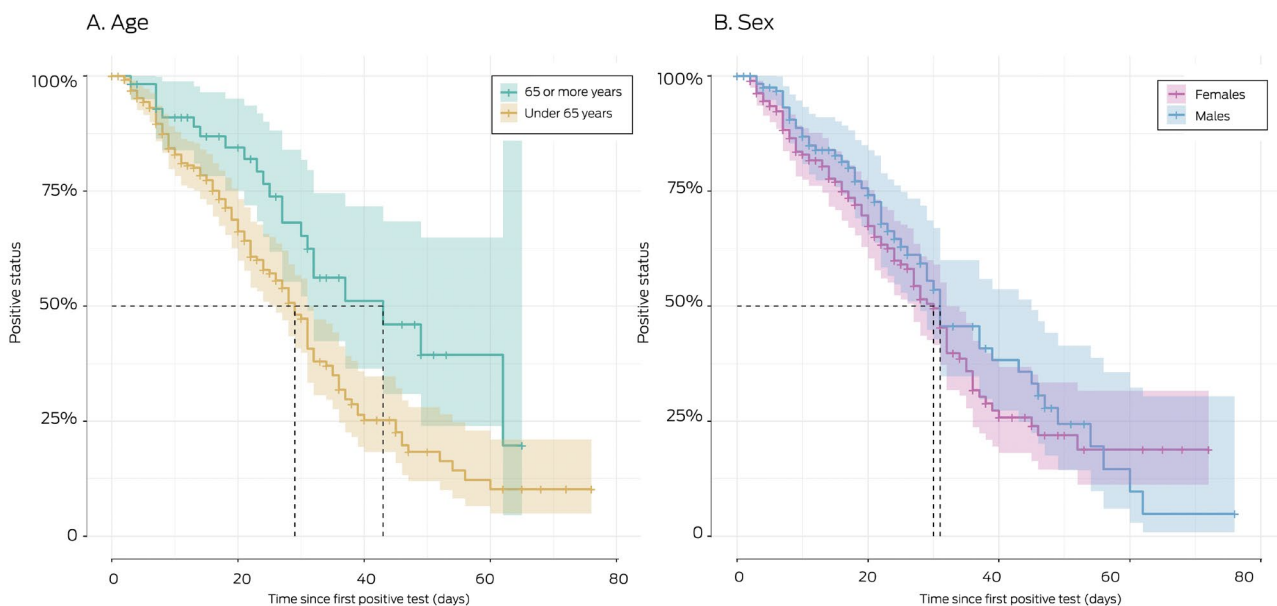 A. Age
Positive status
100%
75%
50%
25%
0
65 or more years
Under 65 years
0 20 40 60 80
Time since first positive test (days)
B. Sex
Positive status
100%
75%
50%
25%
0
Females
Males
0 20 40 60 80
Time since first positive test (days)